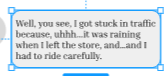 Well, you see, I got stuck in traffic
because, uhhh...it was raining
when I left the store, and...and I
had to ride carefully.